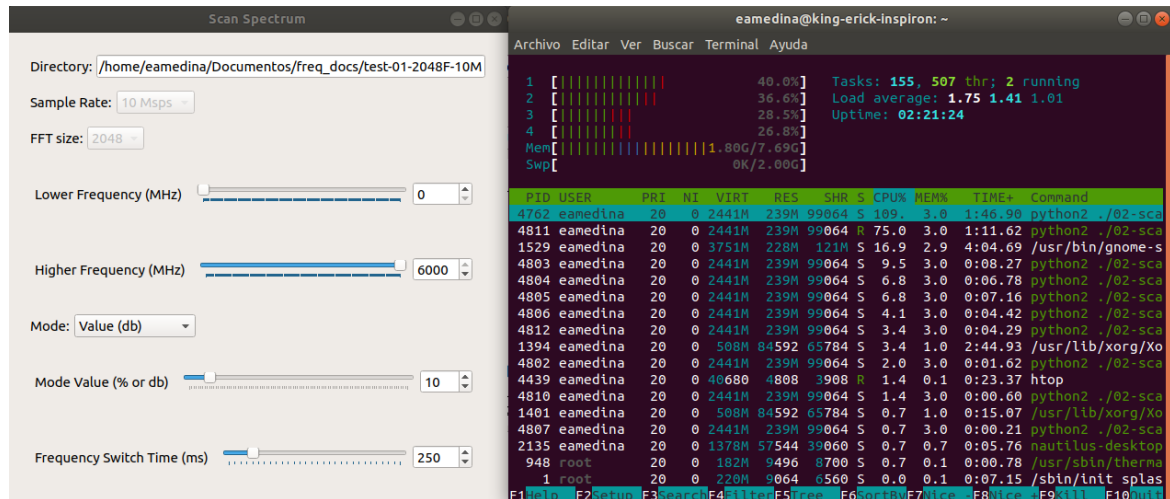 Scan Spectrum
Directory: /home/eamedina/Documentos/freq_docs/test-01-2048F-10M
Sample Rate: 10 Msps
FFT size: 2048
Lower Frequency (MHz) 0
Higher Frequency (MHz) 6000
Mode: Value (db)
Mode Value (% or db) 10
Frequency Switch Time (ms) 250
eamedina@king-erick-inspiron: ~
Archivo Editar Ver Buscar Terminal Ayuda
1 [||||||||||||| 40.0%] Tasks: 155, 507 thr; 2 running
2 [|||||||||||| 36.6%] Load average: 1.75 1.41 1.01
3 [||||||||| 28.5%] Uptime: 02:21:24
4 [||||||||| 26.8%]
Mem[|||||||||||||||||||1.80G/7.69G]
Swp[ 0K/2.00G]
PID USER PRI NI VIRT RES SHR S CPU% MEM% TIME+ Command
4762 eamedina 20 0 2441M 239M 99064 S 109. 3.0 1:46.90 python2 ./02-sca
4811 eamedina 20 0 2441M 239M 99064 R 75.0 3.0 1:11.62 python2 ./02-sca
1529 eamedina 20 0 3751M 228M 121M S 16.9 2.9 4:04.69 /usr/bin/gnome-s
4803 eamedina 20 0 2441M 239M 99064 S 9.5 3.0 0:08.27 python2 ./02-sca
4804 eamedina 20 0 2441M 239M 99064 S 6.8 3.0 0:06.78 python2 ./02-sca
4805 eamedina 20 0 2441M 239M 99064 S 6.8 3.0 0:07.16 python2 ./02-sca
4806 eamedina 20 0 2441M 239M 99064 S 4.1 3.0 0:04.42 python2 ./02-sca
4812 eamedina 20 0 2441M 239M 99064 S 3.4 3.0 0:04.29 python2 ./02-sca
1394 eamedina 20 0 508M 84592 65784 S 3.4 1.0 2:44.93 /usr/lib/xorg/Xo
4802 eamedina 20 0 2441M 239M 99064 S 2.0 3.0 0:01.62 python2 ./02-sca
4439 eamedina 20 0 40680 4808 3908 R 1.4 0.1 0:23.37 htop
4810 eamedina 20 0 2441M 239M 99064 S 1.4 3.0 0:00.60 python2 ./02-sca
1401 eamedina 20 0 508M 84592 65784 S 0.7 1.0 0:15.07 /usr/lib/xorg/Xo
4807 eamedina 20 0 2441M 239M 99064 S 0.7 3.0 0:00.21 python2 ./02-sca
2135 eamedina 20 0 1378M 57544 39060 S 0.7 0.7 0:05.76 nautilus-desktop
948 root 20 0 182M 9496 8700 S 0.7 0.1 0:00.78 /usr/sbin/therma
1 root 20 0 220M 9064 6560 S 0.0 0.1 0:07.15 /sbin/init splas
F1Help F2Setup F3SearchF4FilterF5Tree F6SortByF7Nice -F8Nice +F9Kill F10Quit